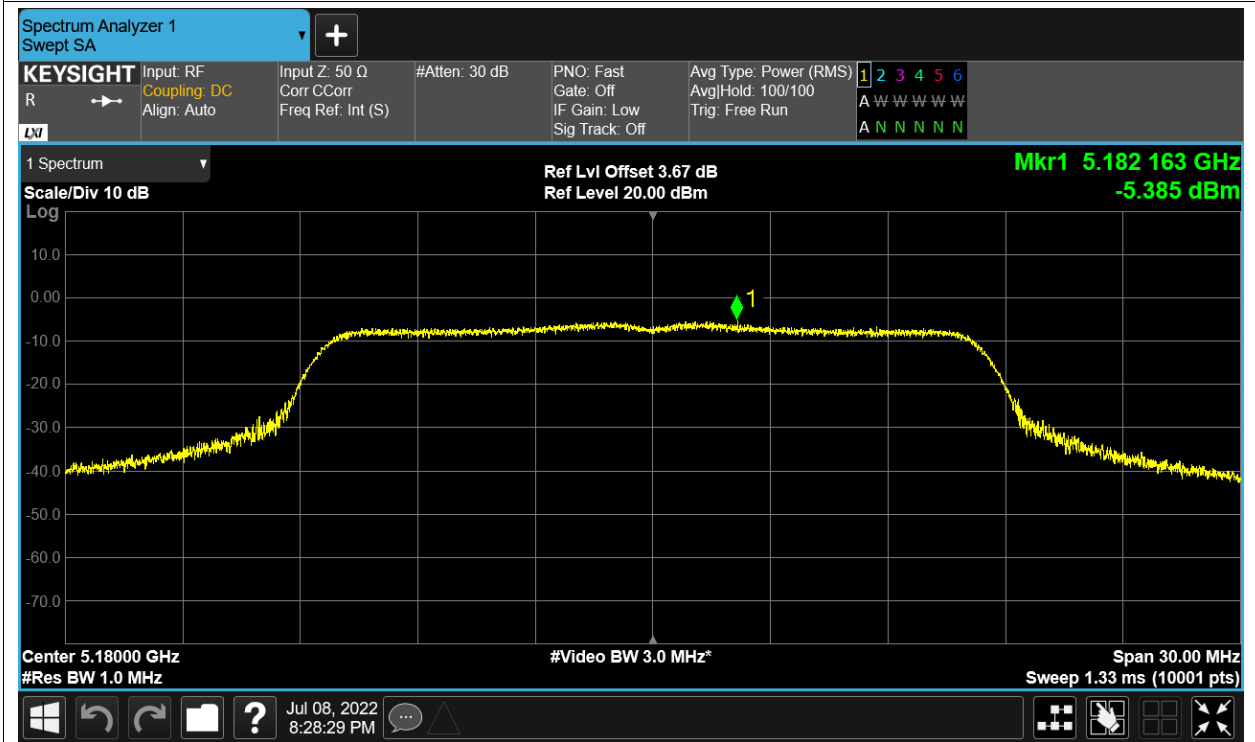 Spectrum Analyzer 1
Swept SA
+
KEYSIGHT Input: RF Input Z: 50 Ω #Atten: 30 dB PNO: Fast Avg Type: Power (RMS) 1 2 3 4 5 6
R Coupling: DC Corr CCorr Gate: Off Avg|Hold: 100/100 A W W W W W
Align: Auto Freq Ref: Int (S) IF Gain: Low Trig: Free Run
LXI Sig Track: Off A N N N N N
1 Spectrum Ref Lvl Offset 3.67 dB Mkr1 5.182 163 GHz
Scale/Div 10 dB Ref Level 20.00 dBm -5.385 dBm
Log
10.0
0.00
1
-10.0
-20.0
-30.0
-40.0
-50.0
-60.0
-70.0
Center 5.18000 GHz #Video BW 3.0 MHz* Span 30.00 MHz
#Res BW 1.0 MHz Sweep 1.33 ms (10001 pts)
? Jul 08, 2022
8:28:29 PM